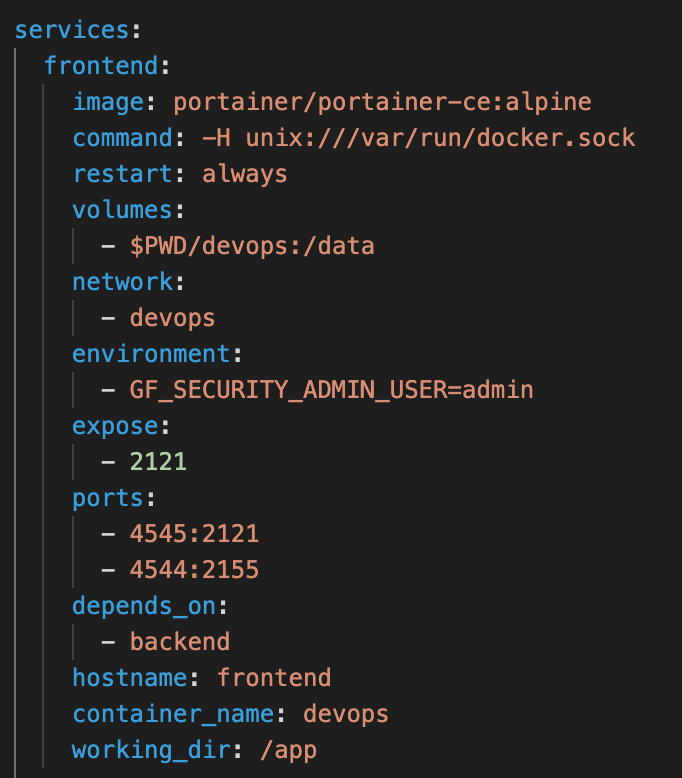 services:
  frontend:
    image: portainer/portainer-ce:alpine
    command: -H unix:///var/run/docker.sock
    restart: always
    volumes:
      - $PWD/devops:/data
    network:
      - devops
    environment:
      - GF_SECURITY_ADMIN_USER=admin
    expose:
      - 2121
    ports:
      - 4545:2121
      - 4544:2155
    depends_on:
      - backend
    hostname: frontend
    container_name: devops
    working_dir: /app